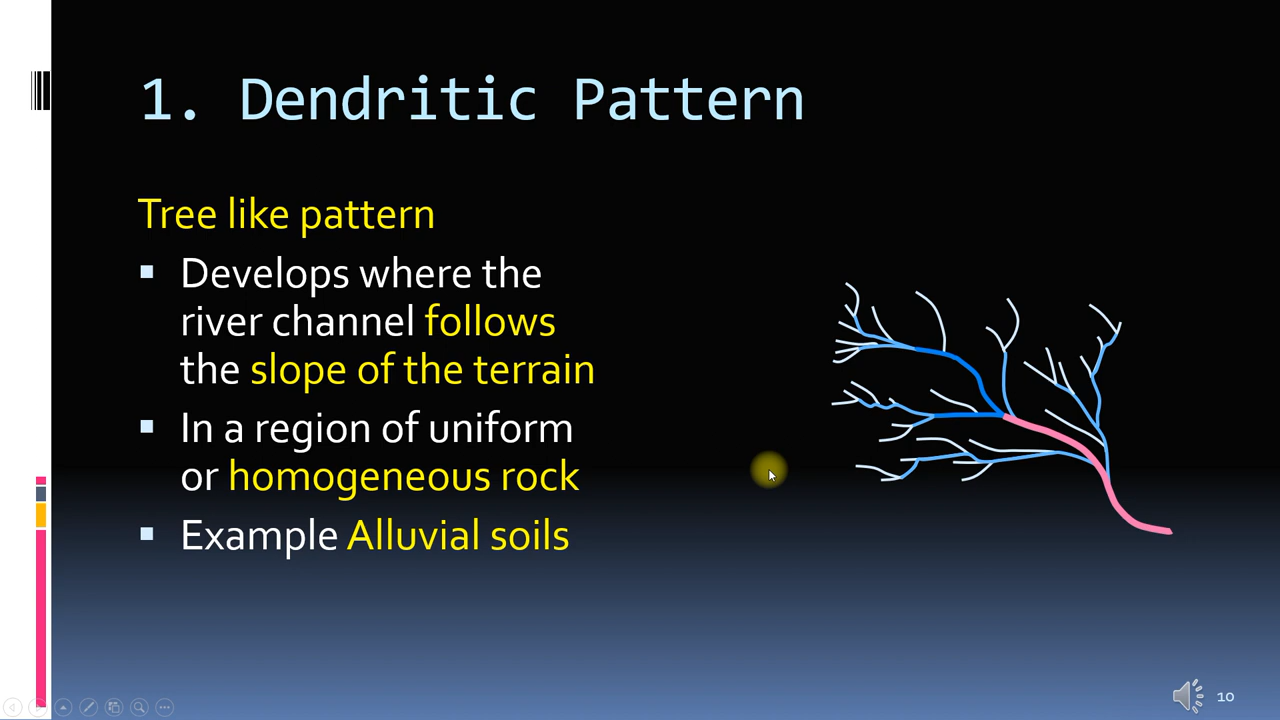 1. Dendritic Pattern
Tree like pattern
▪ Develops where the
river channel follows
the slope of the terrain
▪ In a region of uniform
or homogeneous rock
▪ Example Alluvial soils
10